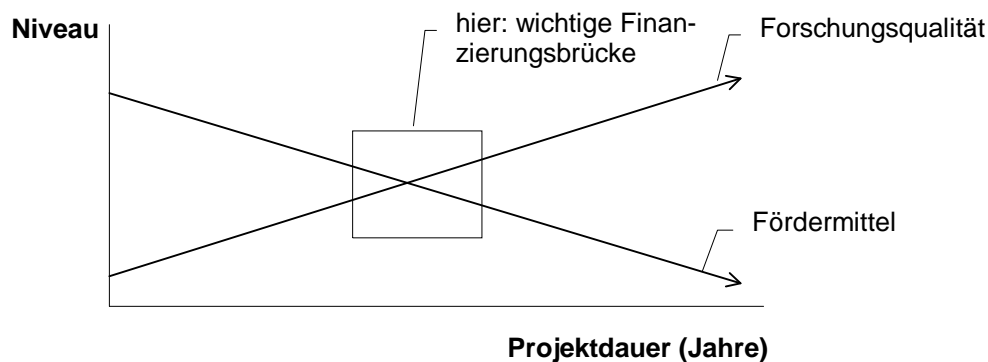 Niveau
hier: wichtige Finan-
zierungsbrücke
Forschungsqualität
Fördermittel
Projektdauer (Jahre)